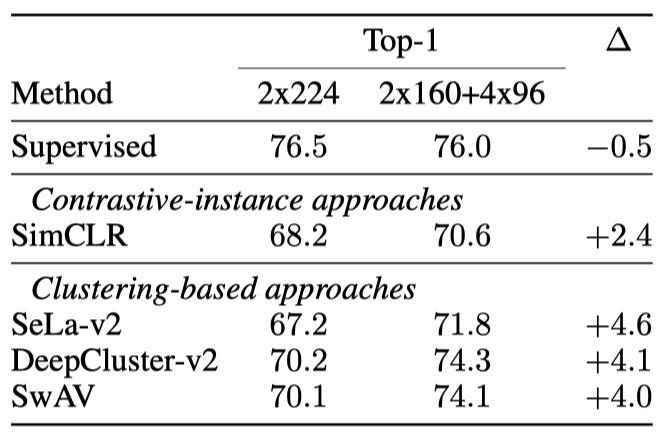 Top-1 Δ
Method 2x224 2x160+4x96
Supervised 76.5 76.0 −0.5
Contrastive-instance approaches
SimCLR 68.2 70.6 +2.4
Clustering-based approaches
SeLa-v2 67.2 71.8 +4.6
DeepCluster-v2 70.2 74.3 +4.1
SwAV 70.1 74.1 +4.0